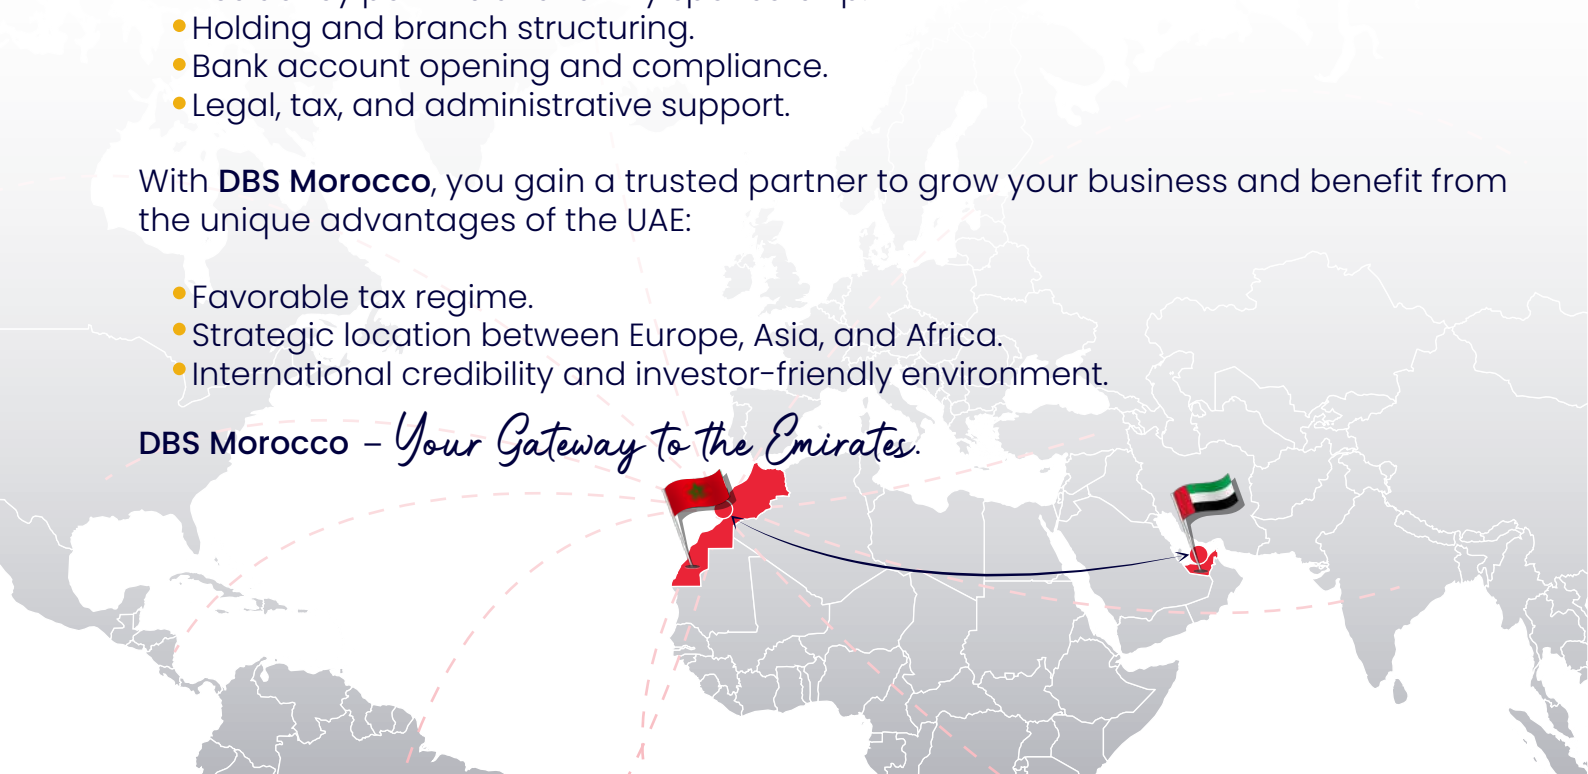 • Holding and branch structuring.
• Bank account opening and compliance.
• Legal, tax, and administrative support.
With DBS Morocco, you gain a trusted partner to grow your business and benefit from
the unique advantages of the UAE:
• Favorable tax regime.
• Strategic location between Europe, Asia, and Africa.
• International credibility and investor-friendly environment.
DBS Morocco – Your Gateway to the Emirates.